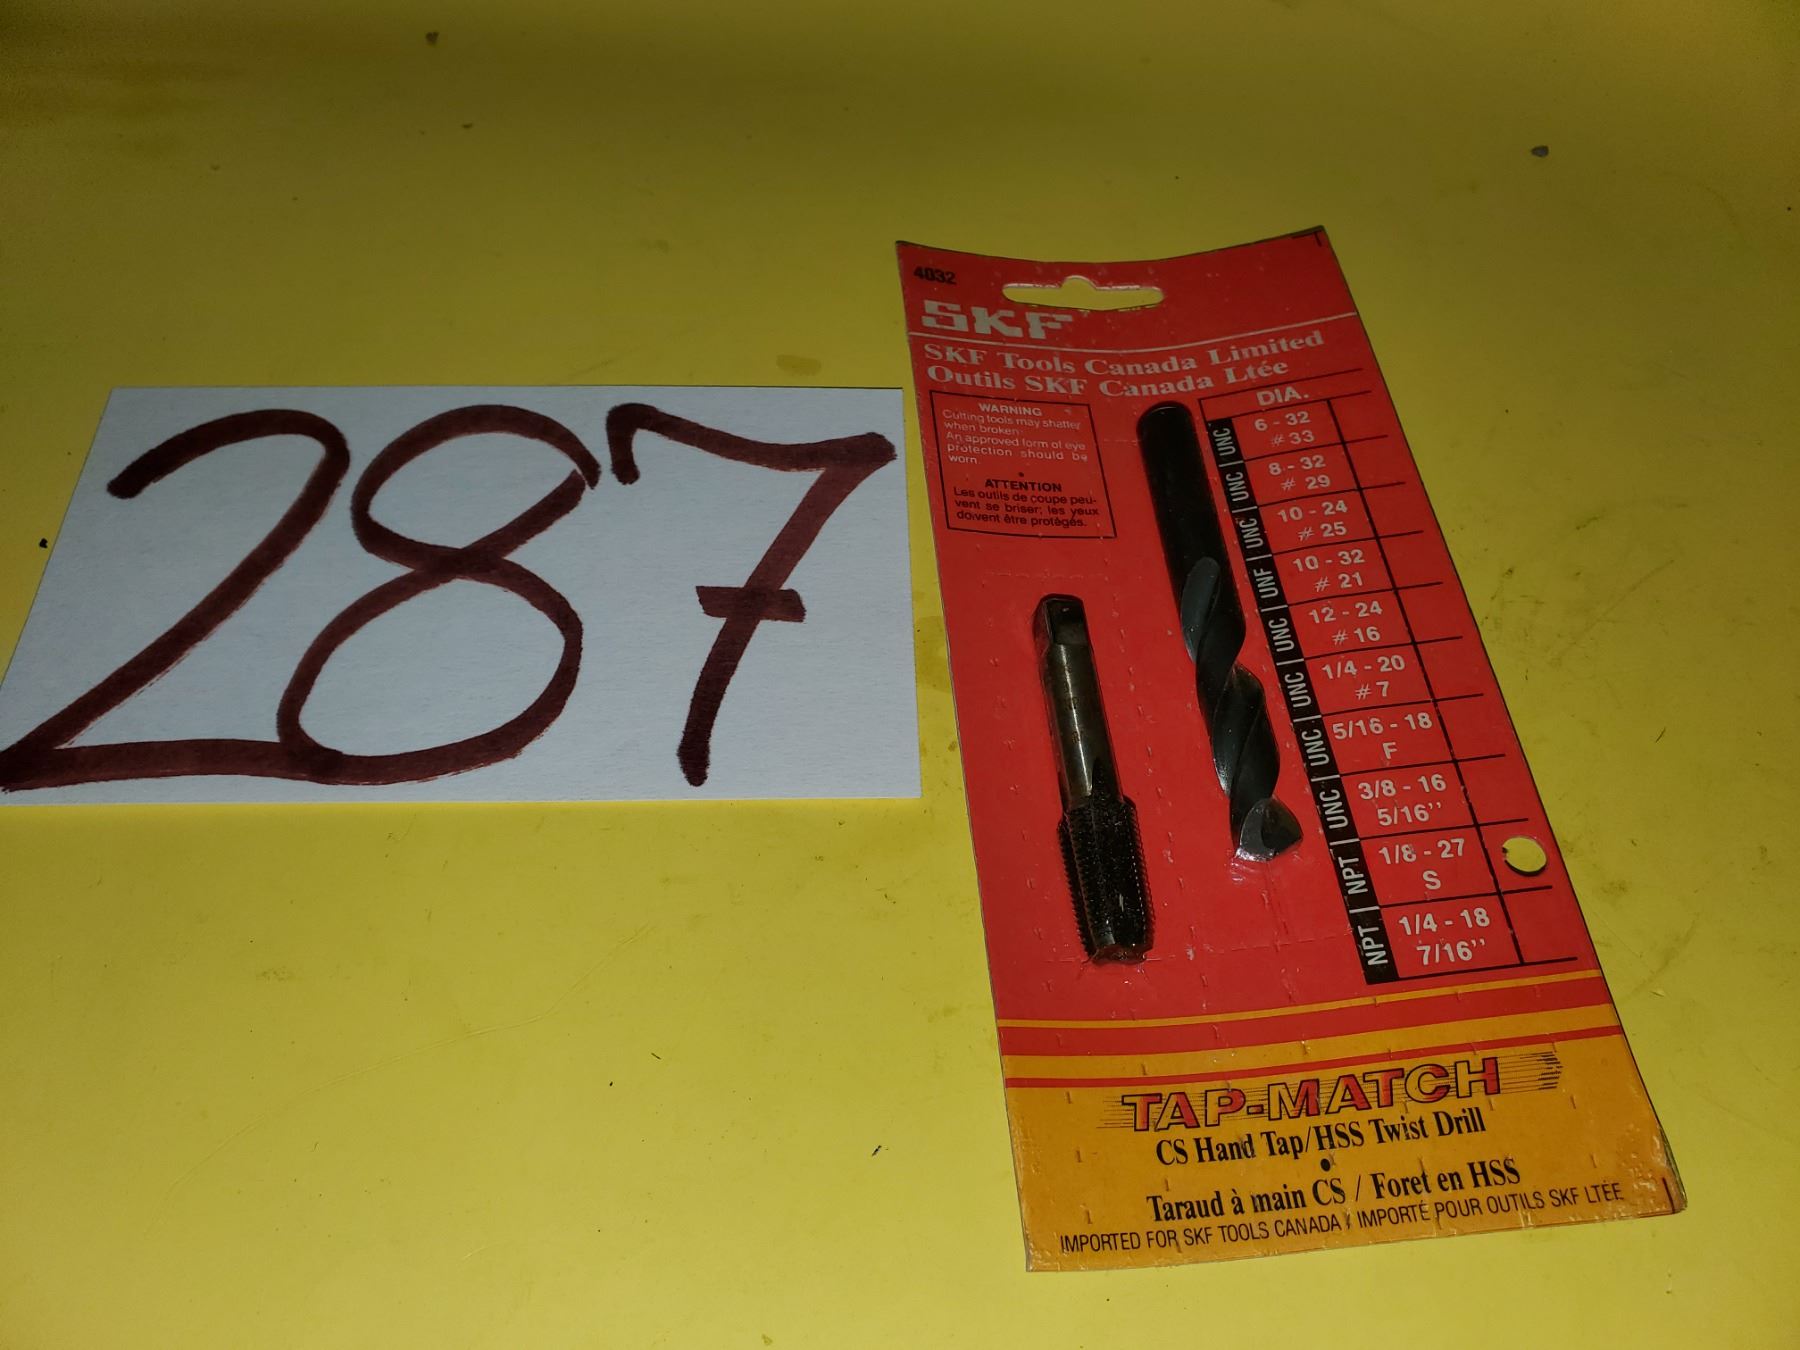 287
4032
SKF
SKF Tools Canada Limited
Outils SKF Canada Ltée
WARNING
Cutting tools may shatter
when broken
An approved form of eye
protection should be
worn.
ATTENTION
Les outils de coupe peu-
vent se briser; les yeux
doivent être protégés.
DIA.
UNC 6 - 32
# 33
UNC 8 - 32
# 29
UNC 10 - 24
# 25
UNF 10 - 32
# 21
UNC 12 - 24
# 16
UNC 1/4 - 20
# 7
UNC 5/16 - 18
F
UNC 3/8 - 16
5/16"
NPT 1/8 - 27
S
NPT 1/4 - 18
7/16"
TAP-MATCH
CS Hand Tap/HSS Twist Drill
•
Taraud à main CS / Foret en HSS
IMPORTED FOR SKF TOOLS CANADA / IMPORTÉ POUR OUTILS SKF LTÉE